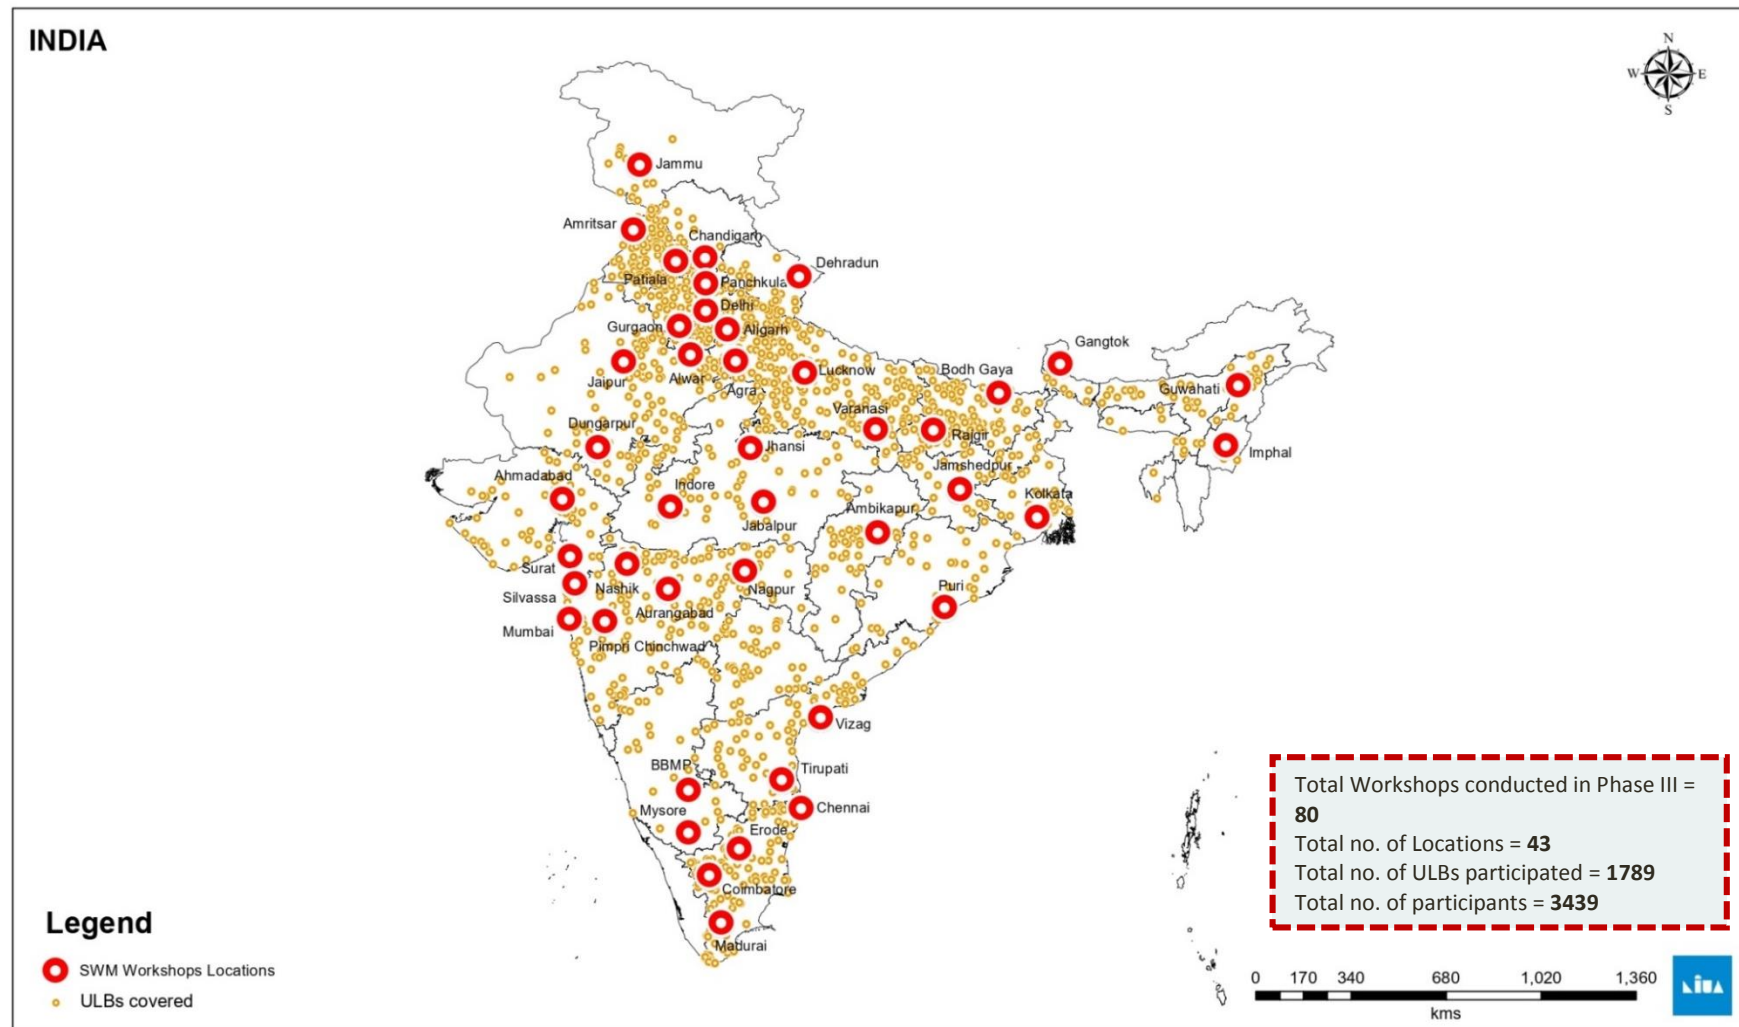 INDIA
N
W E
S
Jammu
Amritsar
Chandigarh
Dehradun
Patiala
Panchkula
Delhi
Gurgaon
Aligarh
Gangtok
Jaipur
Alwar
Agra
Lucknow
Bodh Gaya
Guwahati
Varanasi
Dungarpur
Rajgir
Jhansi
Imphal
Ahmadabad
Jamshedpur
Indore
Kolkata
Jabalpur
Ambikapur
Surat
Nashik
Nagpur
Puri
Silvassa
Aurangabad
Mumbai
Pimpri Chinchwad
Vizag
BBMP
Tirupati
Mysore
Chennai
Erode
Coimbatore
Madurai
Total Workshops conducted in Phase III =
80
Total no. of Locations = 43
Total no. of ULBs participated = 1789
Total no. of participants = 3439
Legend
SWM Workshops Locations
ULBs covered
0 170 340 680 1,020 1,360
kms